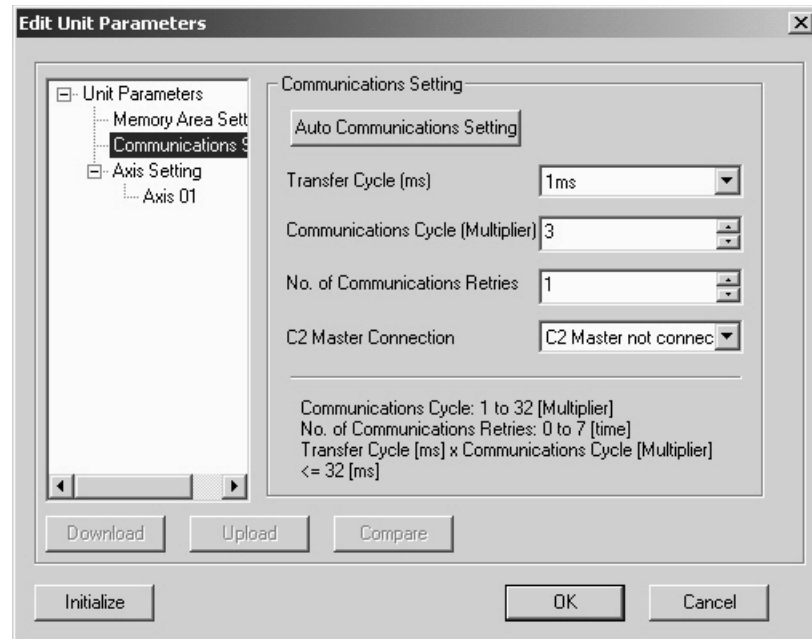 Edit Unit Parameters
Unit Parameters
Memory Area Sett
Communications S
Axis Setting
Axis 01
Communications Setting
Auto Communications Setting
Transfer Cycle (ms) 1ms
Communications Cycle (Multiplier) 3
No. of Communications Retries 1
C2 Master Connection C2 Master not connec
Communications Cycle: 1 to 32 [Multiplier]
No. of Communications Retries: 0 to 7 [time]
Transfer Cycle [ms] x Communications Cycle [Multiplier]
<= 32 [ms]
Download Upload Compare
Initialize OK Cancel